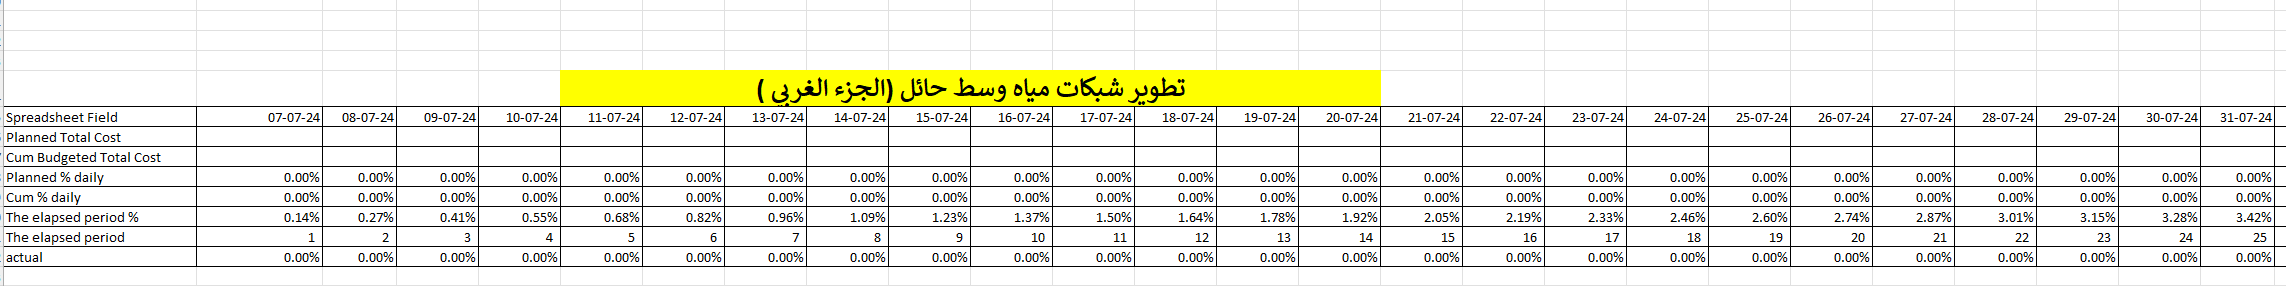 تطوير شبكات مياه وسط حائل (الجزء الغربي )
Spreadsheet Field 07-07-24 08-07-24 09-07-24 10-07-24 11-07-24 12-07-24 13-07-24 14-07-24 15-07-24 16-07-24 17-07-24 18-07-24 19-07-24 20-07-24 21-07-24 22-07-24 23-07-24 24-07-24 25-07-24 26-07-24 27-07-24 28-07-24 29-07-24 30-07-24 31-07-24
Planned Total Cost
Cum Budgeted Total Cost
Planned % daily 0.00% 0.00% 0.00% 0.00% 0.00% 0.00% 0.00% 0.00% 0.00% 0.00% 0.00% 0.00% 0.00% 0.00% 0.00% 0.00% 0.00% 0.00% 0.00% 0.00% 0.00% 0.00% 0.00% 0.00% 0.00%
Cum % daily 0.00% 0.00% 0.00% 0.00% 0.00% 0.00% 0.00% 0.00% 0.00% 0.00% 0.00% 0.00% 0.00% 0.00% 0.00% 0.00% 0.00% 0.00% 0.00% 0.00% 0.00% 0.00% 0.00% 0.00% 0.00%
The elapsed period % 0.14% 0.27% 0.41% 0.55% 0.68% 0.82% 0.96% 1.09% 1.23% 1.37% 1.50% 1.64% 1.78% 1.92% 2.05% 2.19% 2.33% 2.46% 2.60% 2.74% 2.87% 3.01% 3.15% 3.28% 3.42%
The elapsed period 1 2 3 4 5 6 7 8 9 10 11 12 13 14 15 16 17 18 19 20 21 22 23 24 25
actual 0.00% 0.00% 0.00% 0.00% 0.00% 0.00% 0.00% 0.00% 0.00% 0.00% 0.00% 0.00% 0.00% 0.00% 0.00% 0.00% 0.00% 0.00% 0.00% 0.00% 0.00% 0.00% 0.00% 0.00% 0.00%